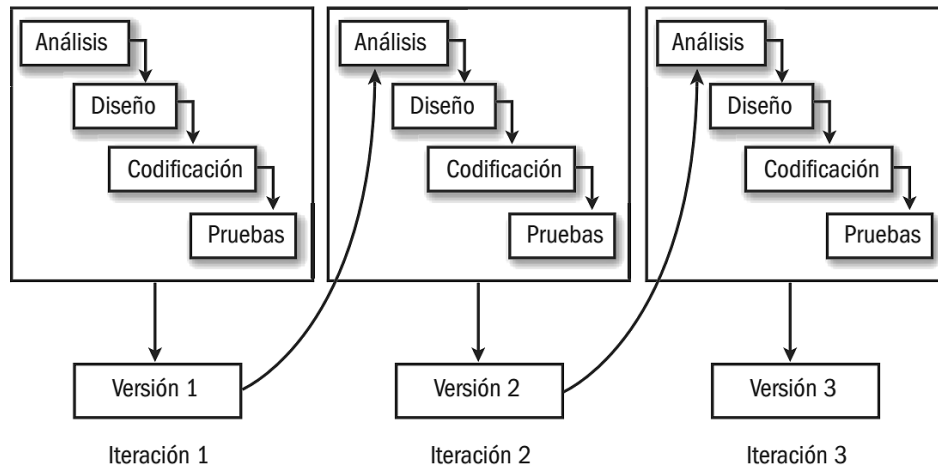 Análisis
Diseño
Codificación
Pruebas
Versión 1
Iteración 1
Análisis
Diseño
Codificación
Pruebas
Versión 2
Iteración 2
Análisis
Diseño
Codificación
Pruebas
Versión 3
Iteración 3